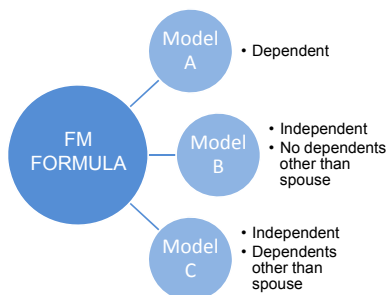 Model
A
• Dependent
FM
FORMULA
Model
B
• Independent
• No dependents
other than
spouse
Model
C
• Independent
• Dependents
other than
spouse